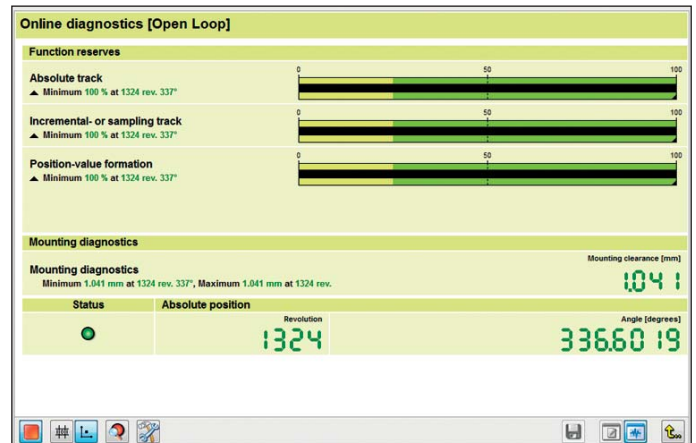 Online diagnostics [Open Loop]
Function reserves
0 50 100
Absolute track
Minimum 100 % at 1324 rev. 337°
0 50 100
Incremental- or sampling track
Minimum 100 % at 1324 rev. 337°
0 50 100
Position-value formation
Minimum 100 % at 1324 rev. 337°
Mounting diagnostics
Mounting clearance [mm]
Mounting diagnostics
Minimum 1.041 mm at 1324 rev. 337°, Maximum 1.041 mm at 1324 rev.
1.041
Status Absolute position
Revolution Angle [degrees]
1324 336.6019